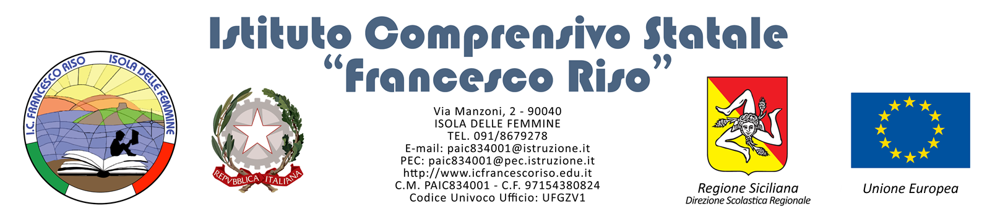 Istituto Comprensivo Statale
“Francesco Riso”
I.C. FRANCESCO RISO ISOLA DELLE FEMMINE
REPVBBLICA ITALIANA
Via Manzoni, 2 - 90040
ISOLA DELLE FEMMINE
TEL. 091/8679278
E-mail: paic834001@istruzione.it
PEC: paic834001@pec.istruzione.it
http://www.icfrancescoriso.edu.it
C.M. PAIC834001 - C.F. 97154380824
Codice Univoco Ufficio: UFGZV1
Regione Siciliana
Direzione Scolastica Regionale
Unione Europea